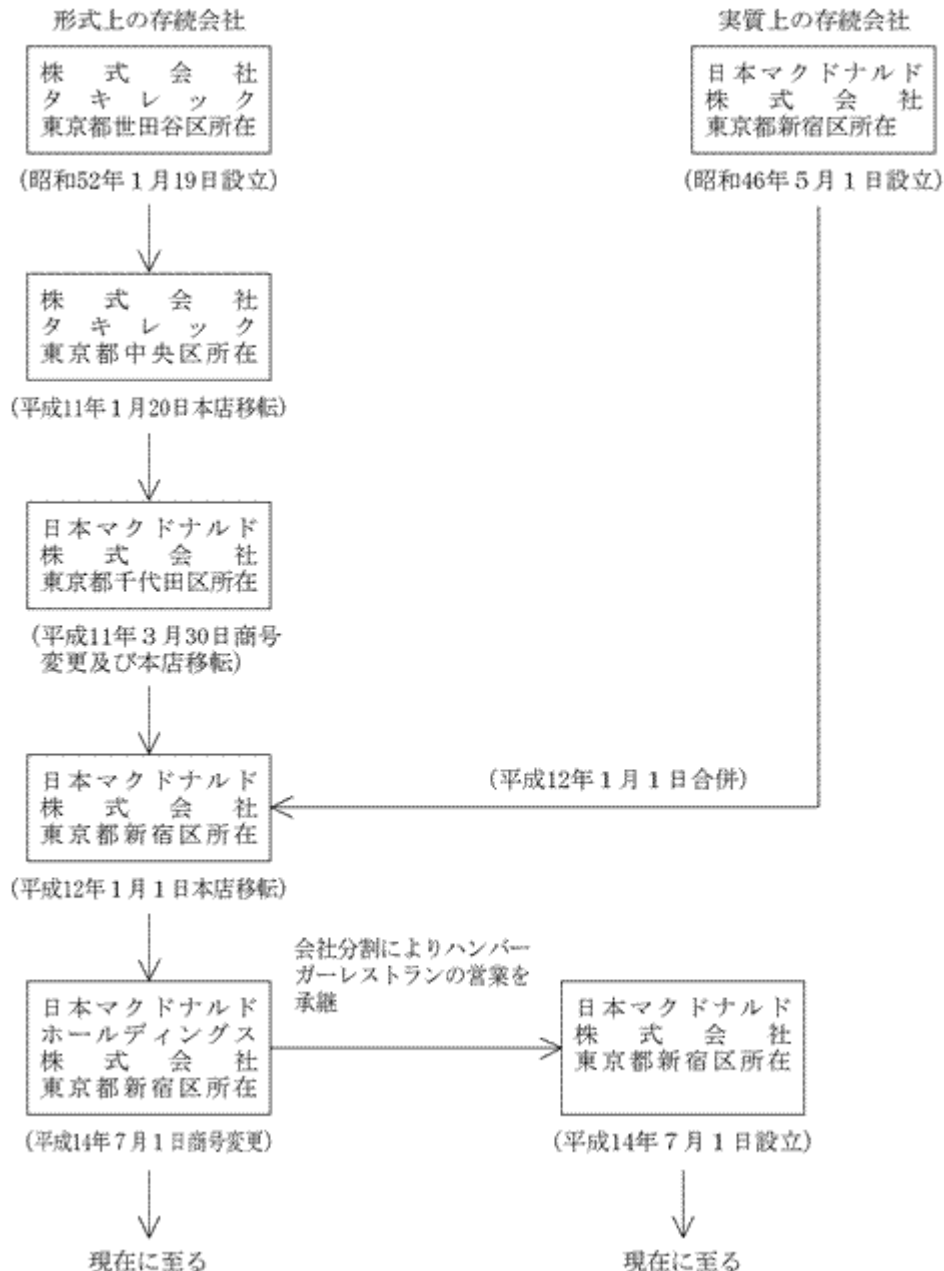 形式上の存続会社
株式会社
タキレック
東京都世田谷区所在
(昭和52年1月19日設立)
実質上の存続会社
日本マクドナルド
株式会社
東京都新宿区所在
(昭和46年5月1日設立)
株式会社
タキレック
東京都中央区所在
(平成11年1月20日本店移転)
日本マクドナルド
株式会社
東京都千代田区所在
(平成11年3月30日商号
変更及び本店移転)
(平成12年1月1日合併)
日本マクドナルド
株式会社
東京都新宿区所在
(平成12年1月1日本店移転)
会社分割によりハンバー
ガーレストランの営業を
承継
日本マクドナルド
ホールディングス
株式会社
東京都新宿区所在
(平成14年7月1日商号変更)
現在に至る
日本マクドナルド
株式会社
東京都新宿区所在
(平成14年7月1日設立)
現在に至る